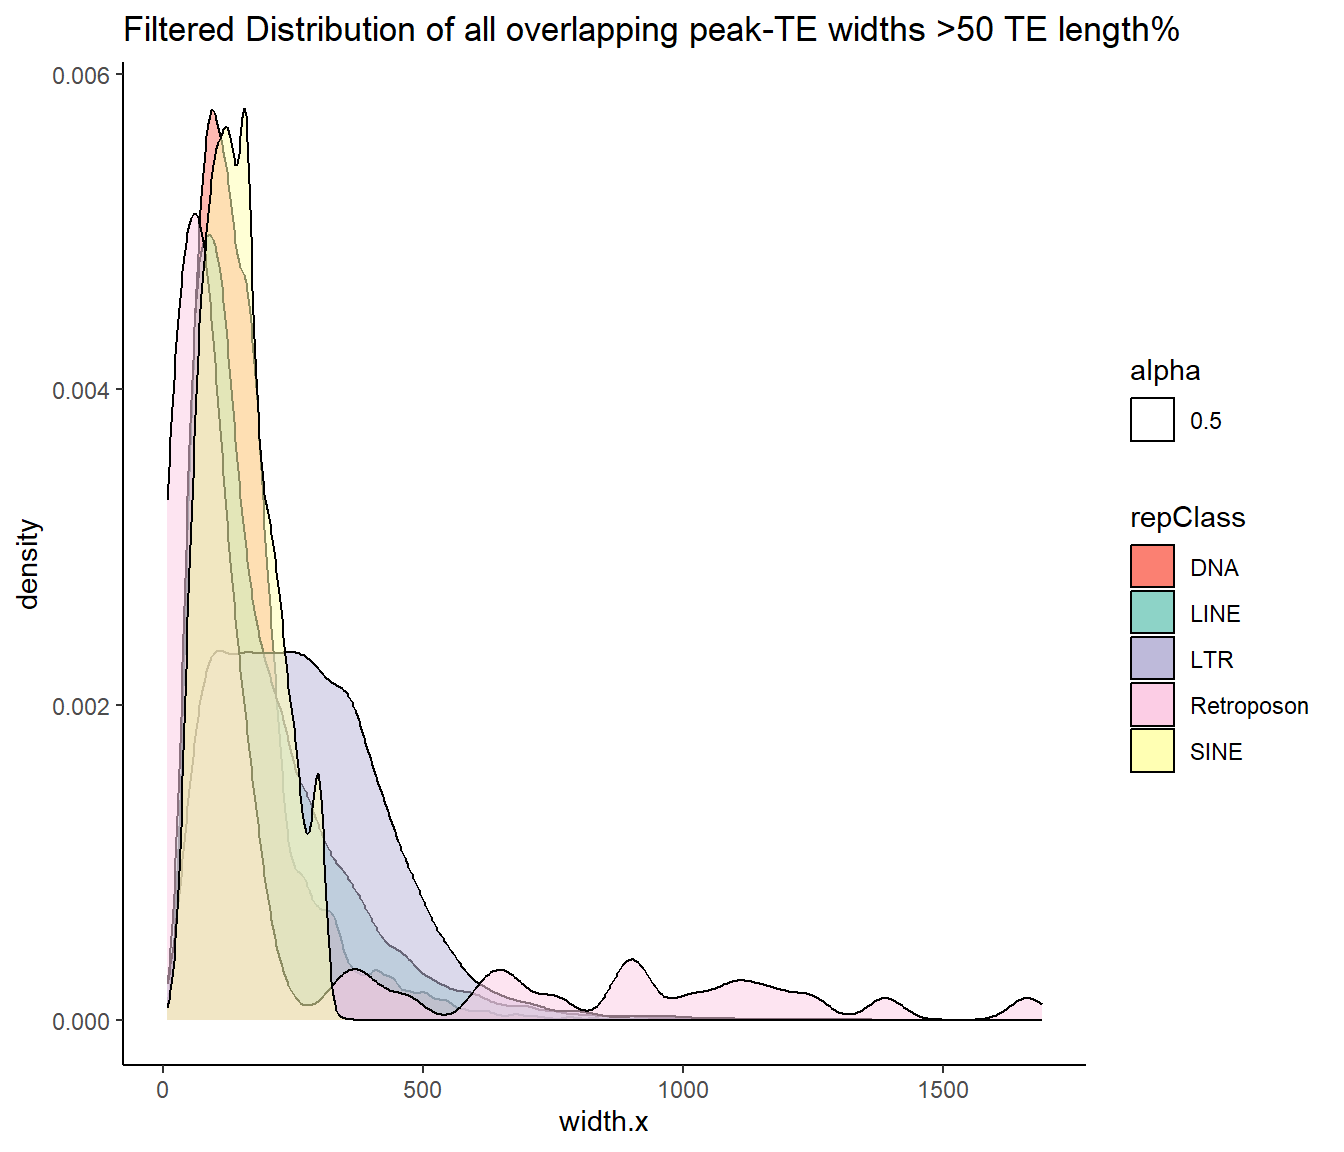 Filtered Distribution of all overlapping peak-TE widths >50 TE length%
0.006
0.004
0.002
0.000
density
0
500
1000
1500
width.x
alpha
0.5
repClass
DNA
LINE
LTR
Retroposon
SINE